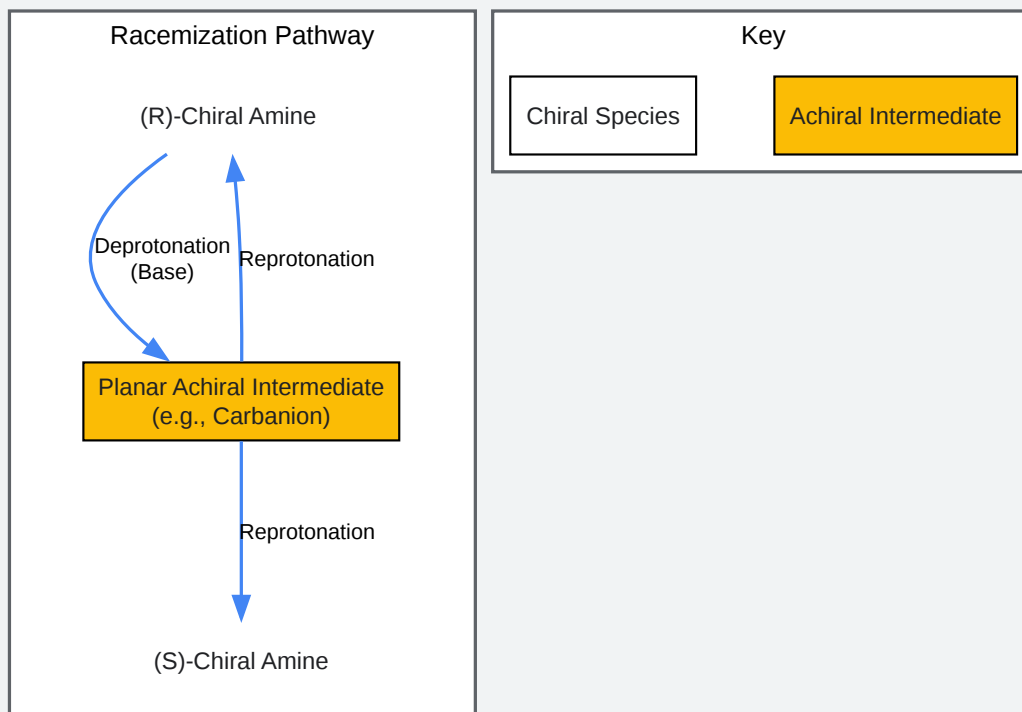 Racemization Pathway
(R)-Chiral Amine
Deprotonation
(Base)
Reprotonation
Planar Achiral Intermediate
(e.g., Carbanion)
Reprotonation
(S)-Chiral Amine
Key
Chiral Species
Achiral Intermediate